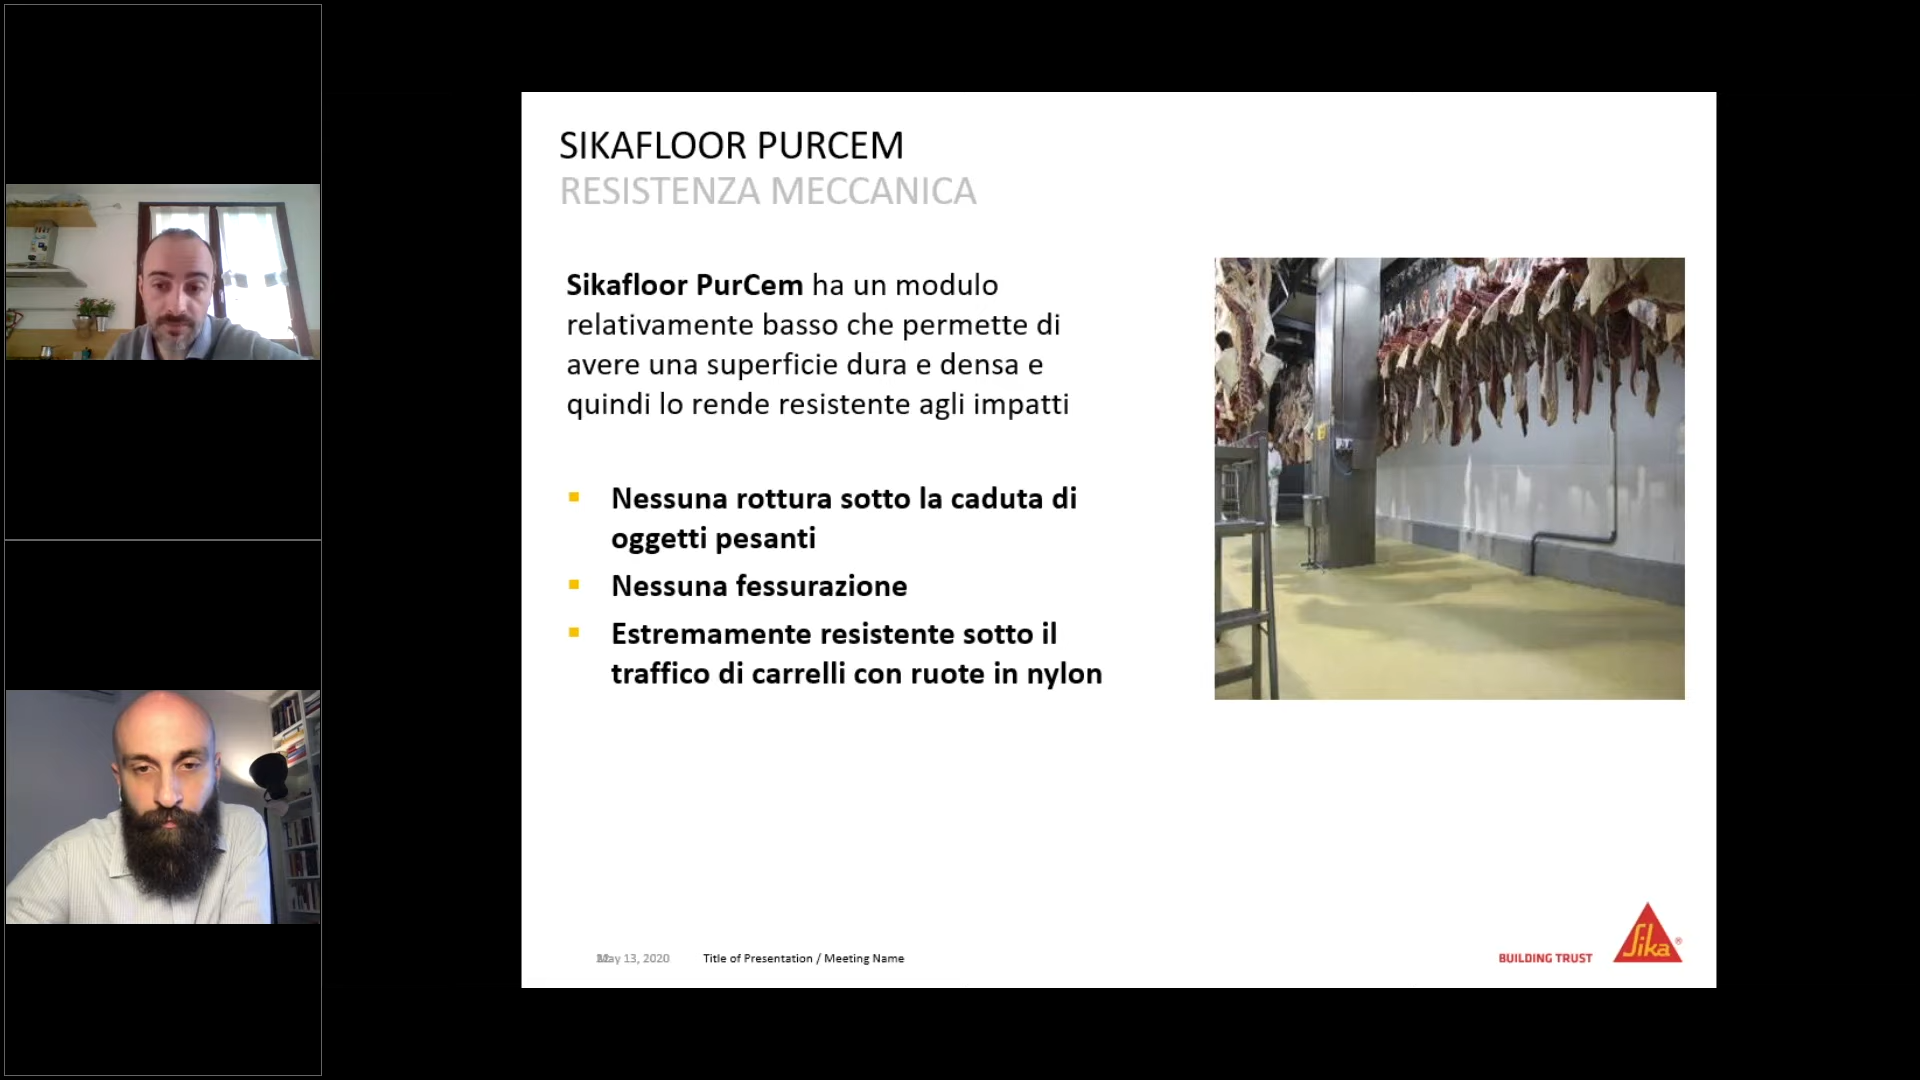 SIKAFLOOR PURCEM
RESISTENZA MECCANICA
Sikafloor PurCem ha un modulo
relativamente basso che permette di
avere una superficie dura e densa e
quindi lo rende resistente agli impatti
Nessuna rottura sotto la caduta di
oggetti pesanti
Nessuna fessurazione
Estremamente resistente sotto il
traffico di carrelli con ruote in nylon
May 13, 2020 Title of Presentation / Meeting Name
BUILDING TRUST
Sika®